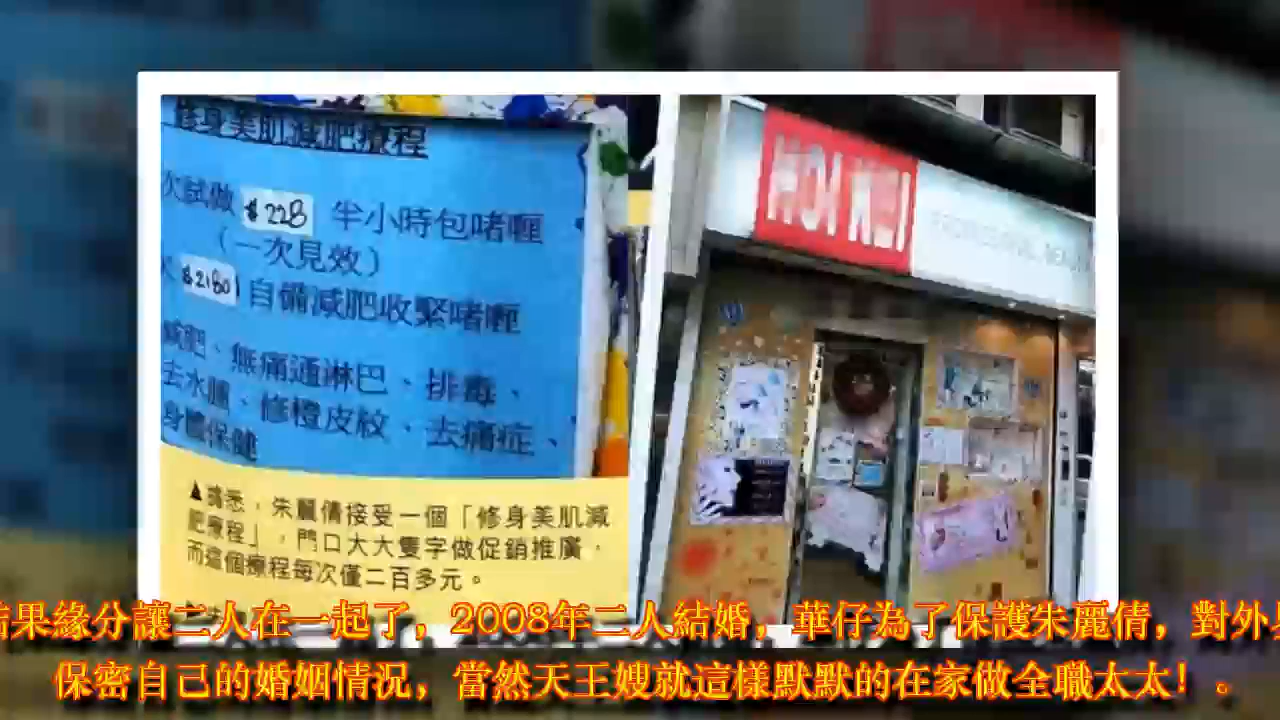 修身美肌減肥療程
次試做 $228 半小時包啫喱
（一次見效）
$2180 自備減肥收緊啫喱
減肥、無痛通淋巴、排毒、
去水腫、修橙皮紋、去痛症、
身體保健
▲據悉，朱麗倩接受一個「修身美肌減
肥療程」，門口大大隻字做促銷推廣，
而這個療程每次僅二百多元。
HOI KEI
PROFESSIONAL BEAUTY
果緣分讓二人在一起了，2008年二人結婚，華仔為了保護朱麗倩，對外
保密自己的婚姻情況，當然天王嫂就這樣默默的在家做全職太太！。